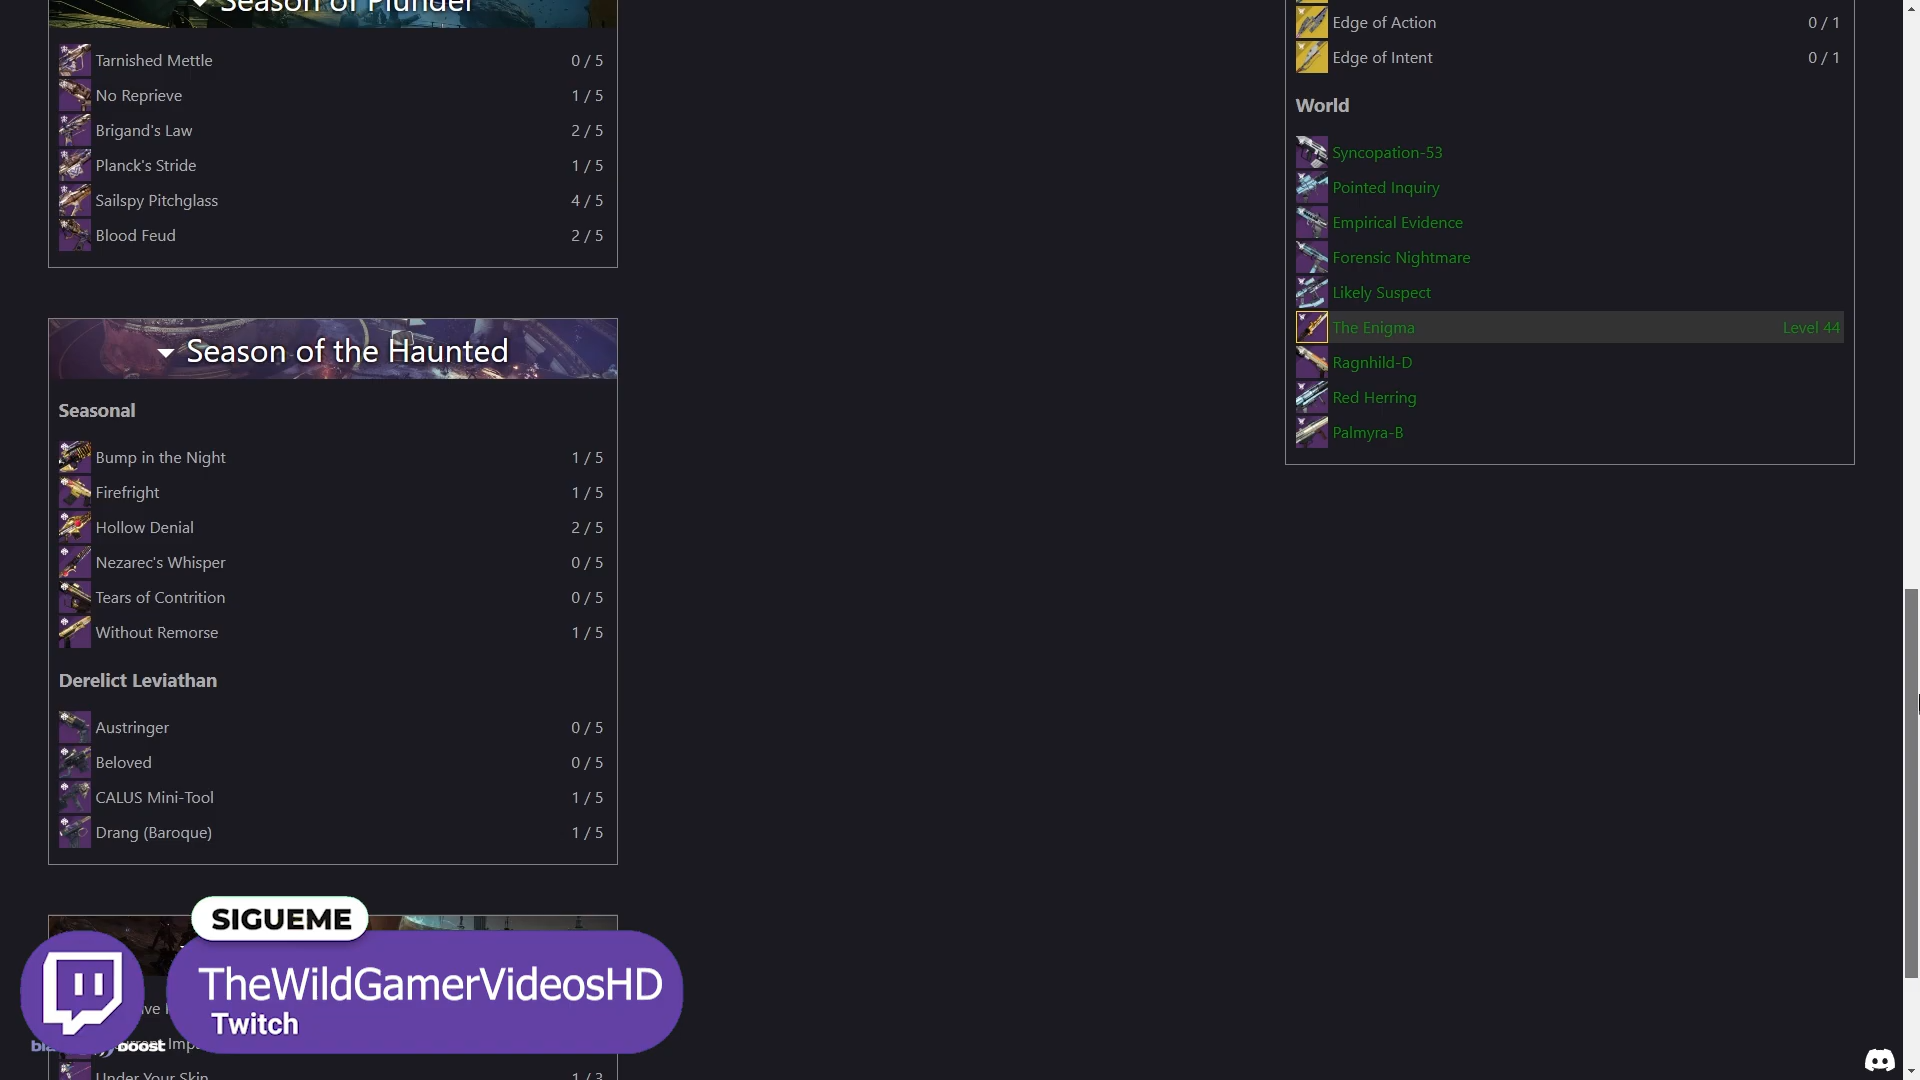 Season of Plunder
Tarnished Mettle 0 / 5
No Reprieve 1 / 5
Brigand's Law 2 / 5
Planck's Stride 1 / 5
Sailspy Pitchglass 4 / 5
Blood Feud 2 / 5
Season of the Haunted
Seasonal
Bump in the Night 1 / 5
Firefright 1 / 5
Hollow Denial 2 / 5
Nezarec's Whisper 0 / 5
Tears of Contrition 0 / 5
Without Remorse 1 / 5
Derelict Leviathan
Austringer 0 / 5
Beloved 0 / 5
CALUS Mini-Tool 1 / 5
Drang (Baroque) 1 / 5
SIGUEME
TheWildGamerVideosHD
Twitch
boost
Under Your Skin 1 / 3
Edge of Action 0 / 1
Edge of Intent 0 / 1
World
Syncopation-53
Pointed Inquiry
Empirical Evidence
Forensic Nightmare
Likely Suspect
The Enigma Level 44
Ragnhild-D
Red Herring
Palmyra-B